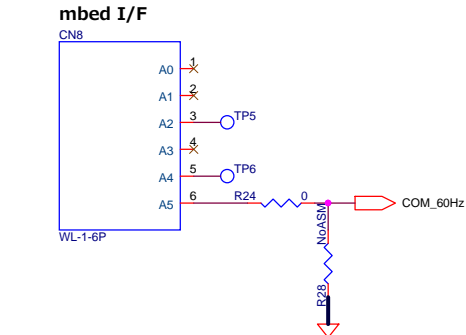 mbed I/F
CN8
A0 1
A1 2
A2 3 TP5
A3 4
A4 5 TP6
A5 6 R24 0 COM_60Hz
NoASM
R28
WL-1-6P